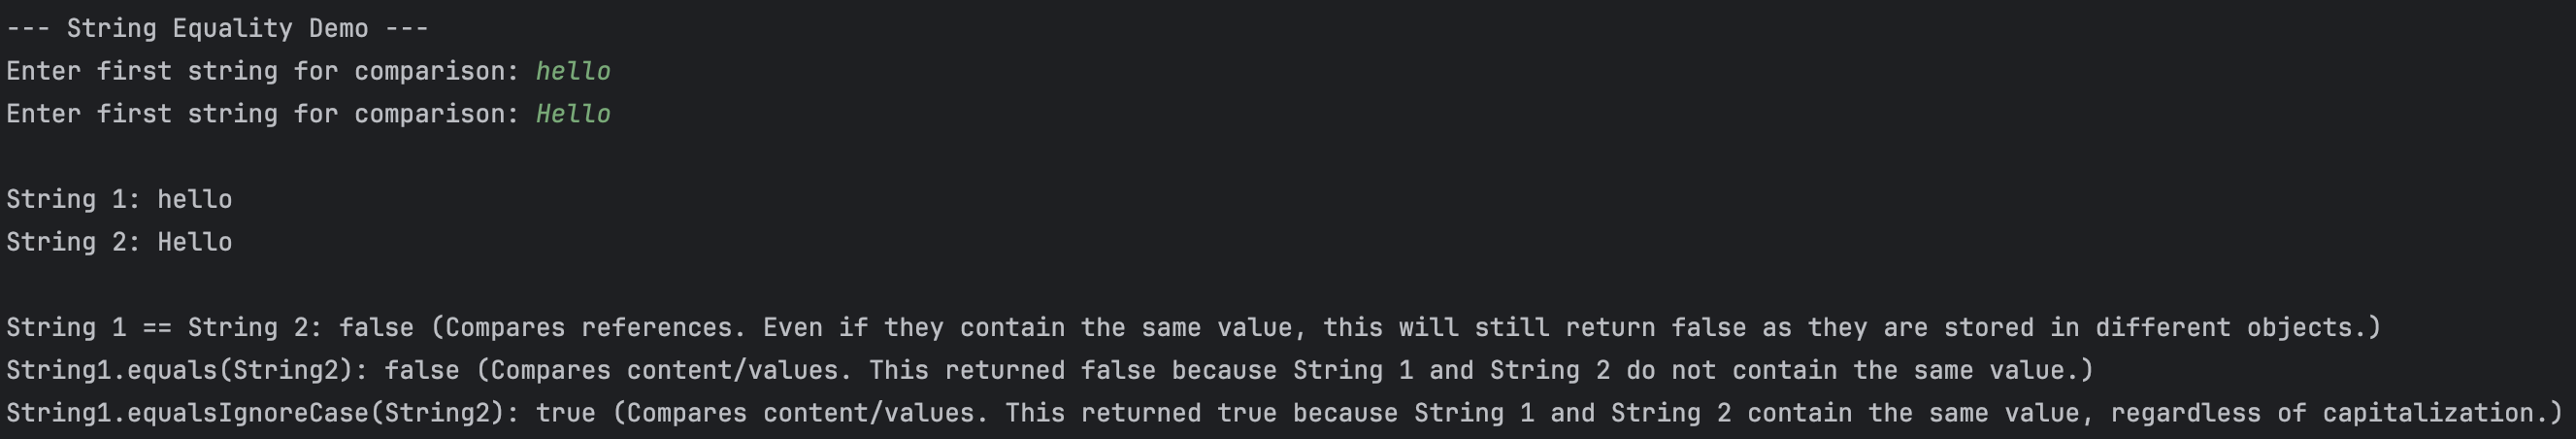 --- String Equality Demo ---
Enter first string for comparison: hello
Enter first string for comparison: Hello
String 1: hello
String 2: Hello
String 1 == String 2: false (Compares references. Even if they contain the same value, this will still return false as they are stored in different objects.)
String1.equals(String2): false (Compares content/values. This returned false because String 1 and String 2 do not contain the same value.)
String1.equalsIgnoreCase(String2): true (Compares content/values. This returned true because String 1 and String 2 contain the same value, regardless of capitalization.)